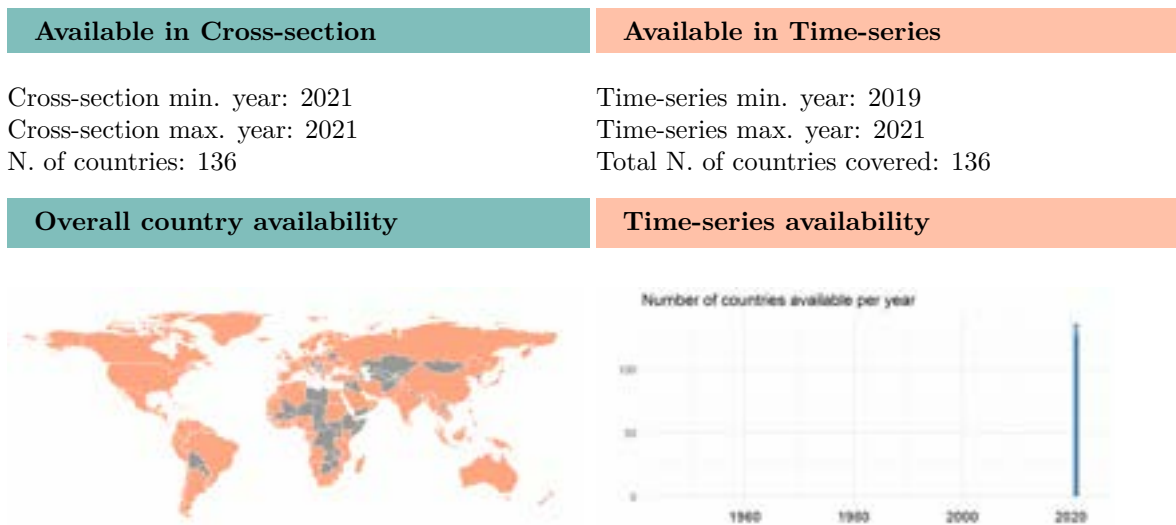 Available in Cross-section
Available in Time-series
Cross-section min. year: 2021
Cross-section max. year: 2021
N. of countries: 136
Time-series min. year: 2019
Time-series max. year: 2021
Total N. of countries covered: 136
Overall country availability
Time-series availability
Number of countries available per year
100
50
0
1960
1980
2000
2020